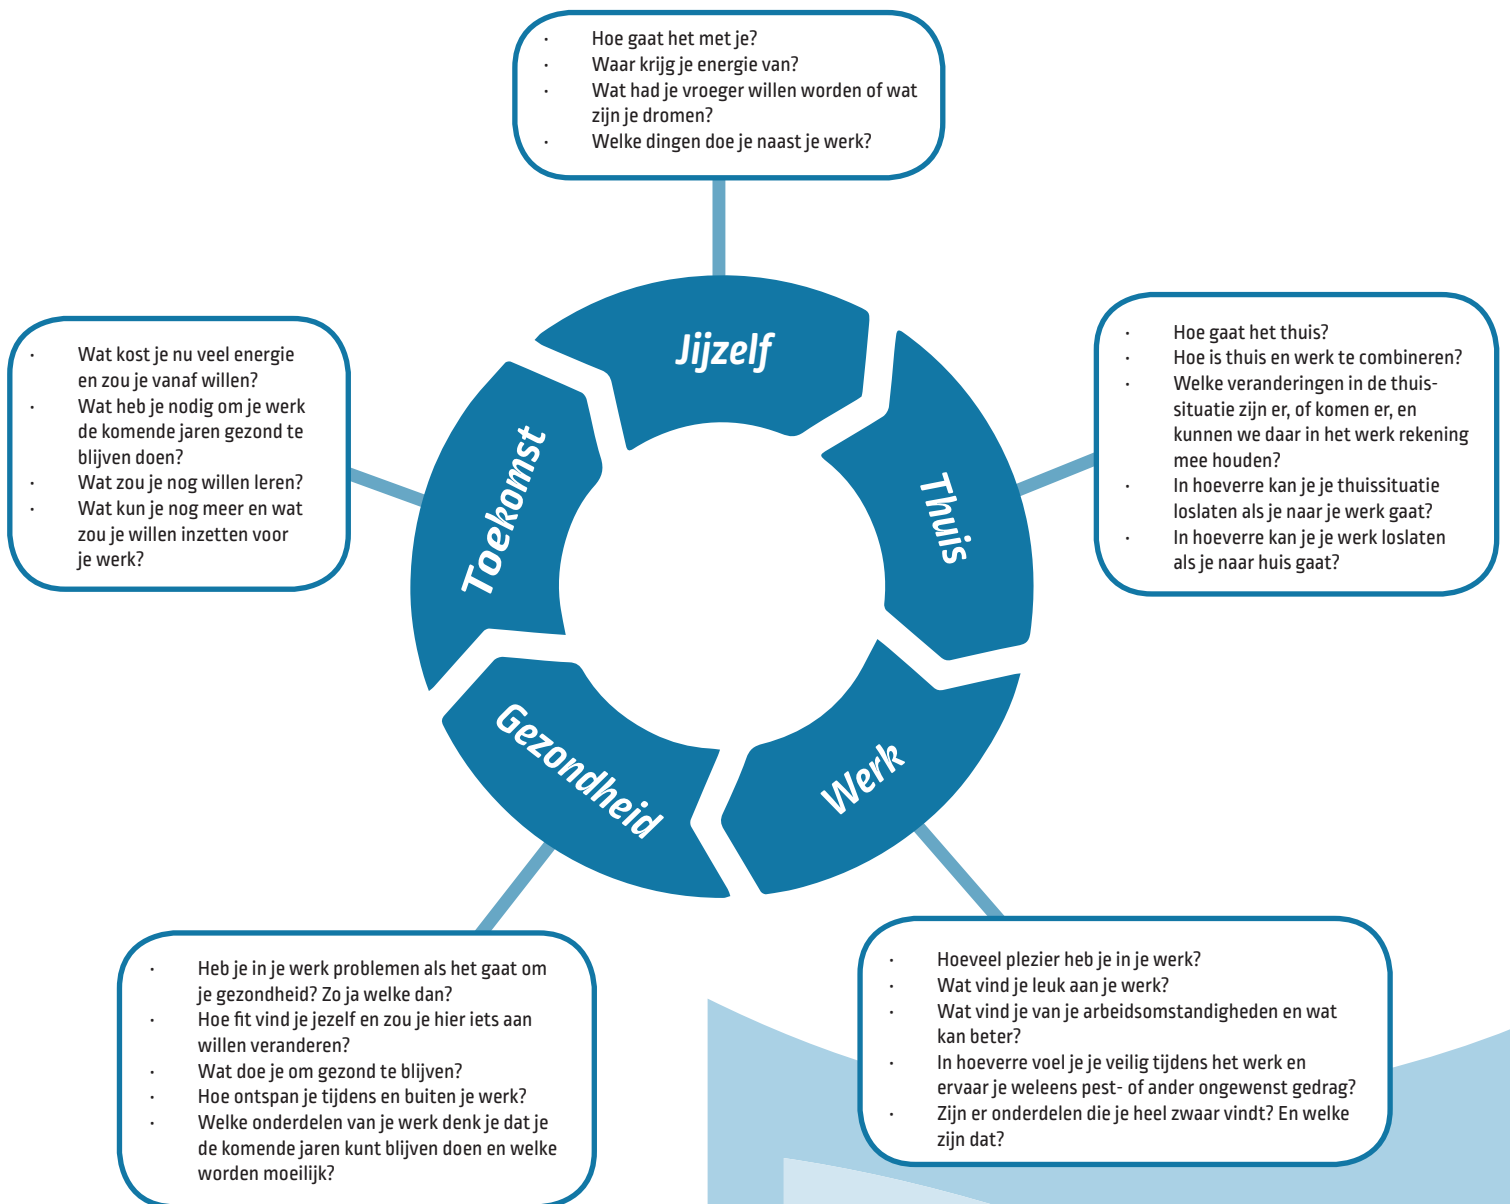 · Hoe gaat het met je?
· Waar krijg je energie van?
· Wat had je vroeger willen worden of wat
zijn je dromen?
· Welke dingen doe je naast je werk?
Jijzelf
· Hoe gaat het thuis?
· Hoe is thuis en werk te combineren?
· Welke veranderingen in de thuis-
situatie zijn er, of komen er, en
kunnen we daar in het werk rekening
mee houden?
· In hoeverre kan je je thuissituatie
loslaten als je naar je werk gaat?
· In hoeverre kan je je werk loslaten
als je naar huis gaat?
Thuis
· Hoeveel plezier heb je in je werk?
· Wat vind je leuk aan je werk?
· Wat vind je van je arbeidsomstandigheden en wat
kan beter?
· In hoeverre voel je je veilig tijdens het werk en
ervaar je weleens pest- of ander ongewenst gedrag?
· Zijn er onderdelen die je heel zwaar vindt? En welke
zijn dat?
Werk
· Heb je in je werk problemen als het gaat om
je gezondheid? Zo ja welke dan?
· Hoe fit vind je jezelf en zou je hier iets aan
willen veranderen?
· Wat doe je om gezond te blijven?
· Hoe ontspan je tijdens en buiten je werk?
· Welke onderdelen van je werk denk je dat je
de komende jaren kunt blijven doen en welke
worden moeilijk?
Gezondheid
· Wat kost je nu veel energie
en zou je vanaf willen?
· Wat heb je nodig om je werk
de komende jaren gezond te
blijven doen?
· Wat zou je nog willen leren?
· Wat kun je nog meer en wat
zou je willen inzetten voor
je werk?
Toekomst